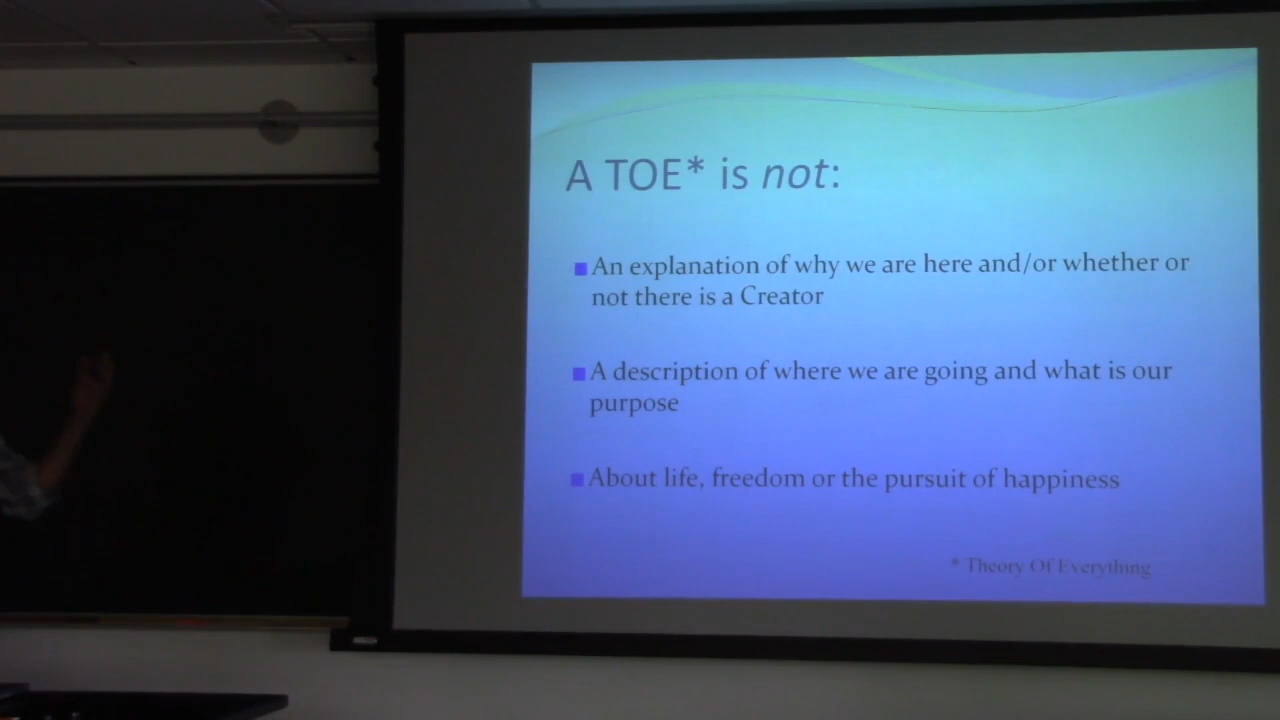 A TOE* is not:
An explanation of why we are here and/or whether or
not there is a Creator
A description of where we are going and what is our
purpose
About life, freedom or the pursuit of happiness
* Theory Of Everything